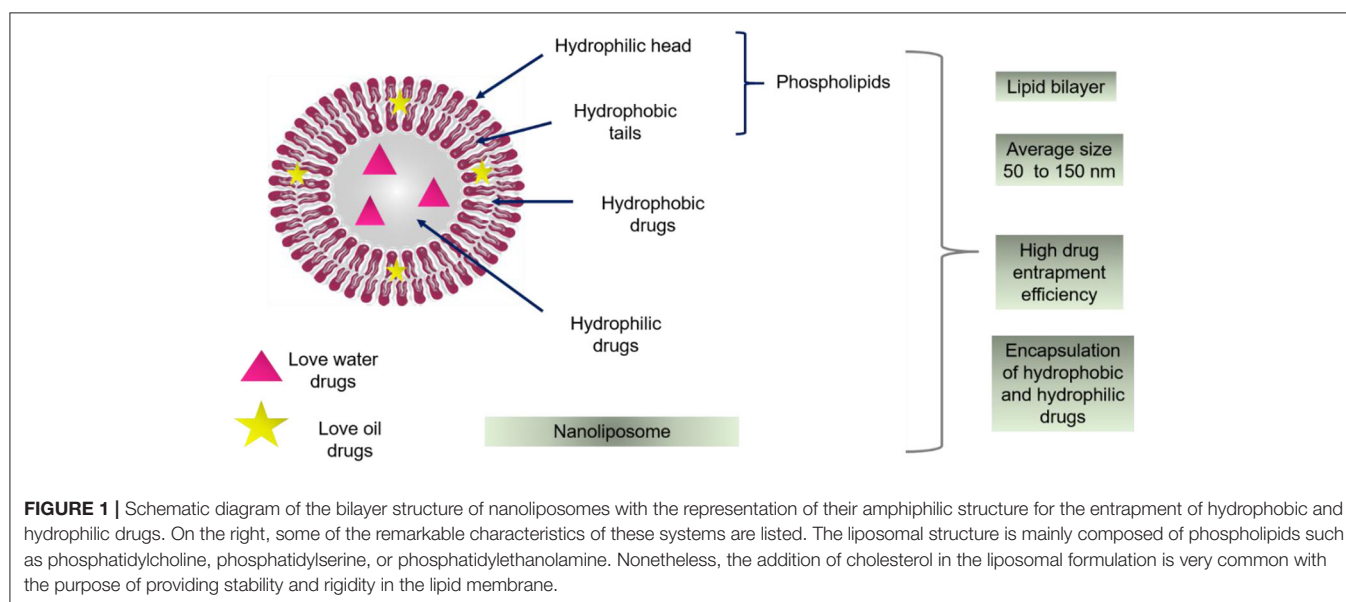 Hydrophilic head
Hydrophobic
tails
Phospholipids
Hydrophobic
drugs
Hydrophilic
drugs
Love water
drugs
Love oil
drugs
Nanoliposome
Lipid bilayer
Average size
50 to 150 nm
High drug
entrapment
efficiency
Encapsulation
of hydrophobic
and hydrophilic
drugs
FIGURE 1 | Schematic diagram of the bilayer structure of nanoliposomes with the representation of their amphiphilic structure for the entrapment of hydrophobic and
hydrophilic drugs. On the right, some of the remarkable characteristics of these systems are listed. The liposomal structure is mainly composed of phospholipids such
as phosphatidylcholine, phosphatidylserine, or phosphatidylethanolamine. Nonetheless, the addition of cholesterol in the liposomal formulation is very common with
the purpose of providing stability and rigidity in the lipid membrane.